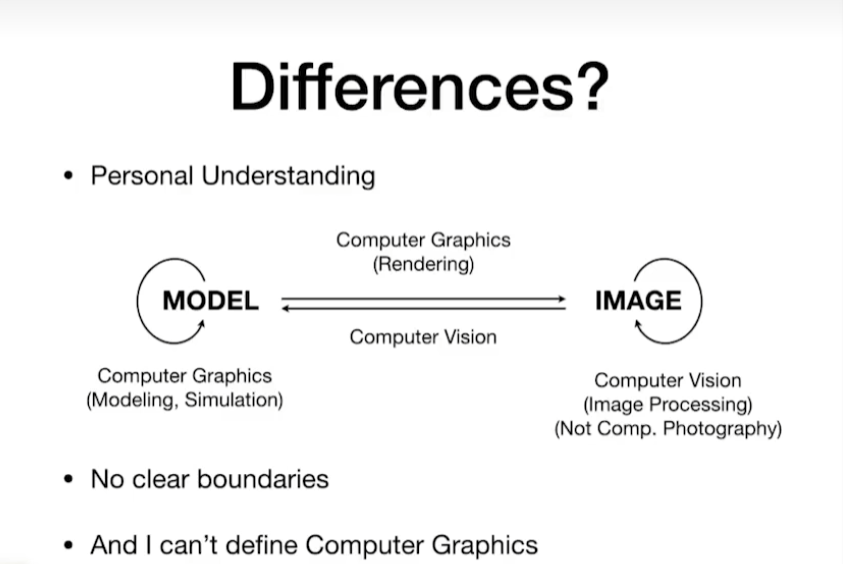 Differences?
• Personal Understanding
Computer Graphics
(Rendering)
MODEL
IMAGE
Computer Vision
Computer Graphics
(Modeling, Simulation)
Computer Vision
(Image Processing)
(Not Comp. Photography)
• No clear boundaries
• And I can’t define Computer Graphics